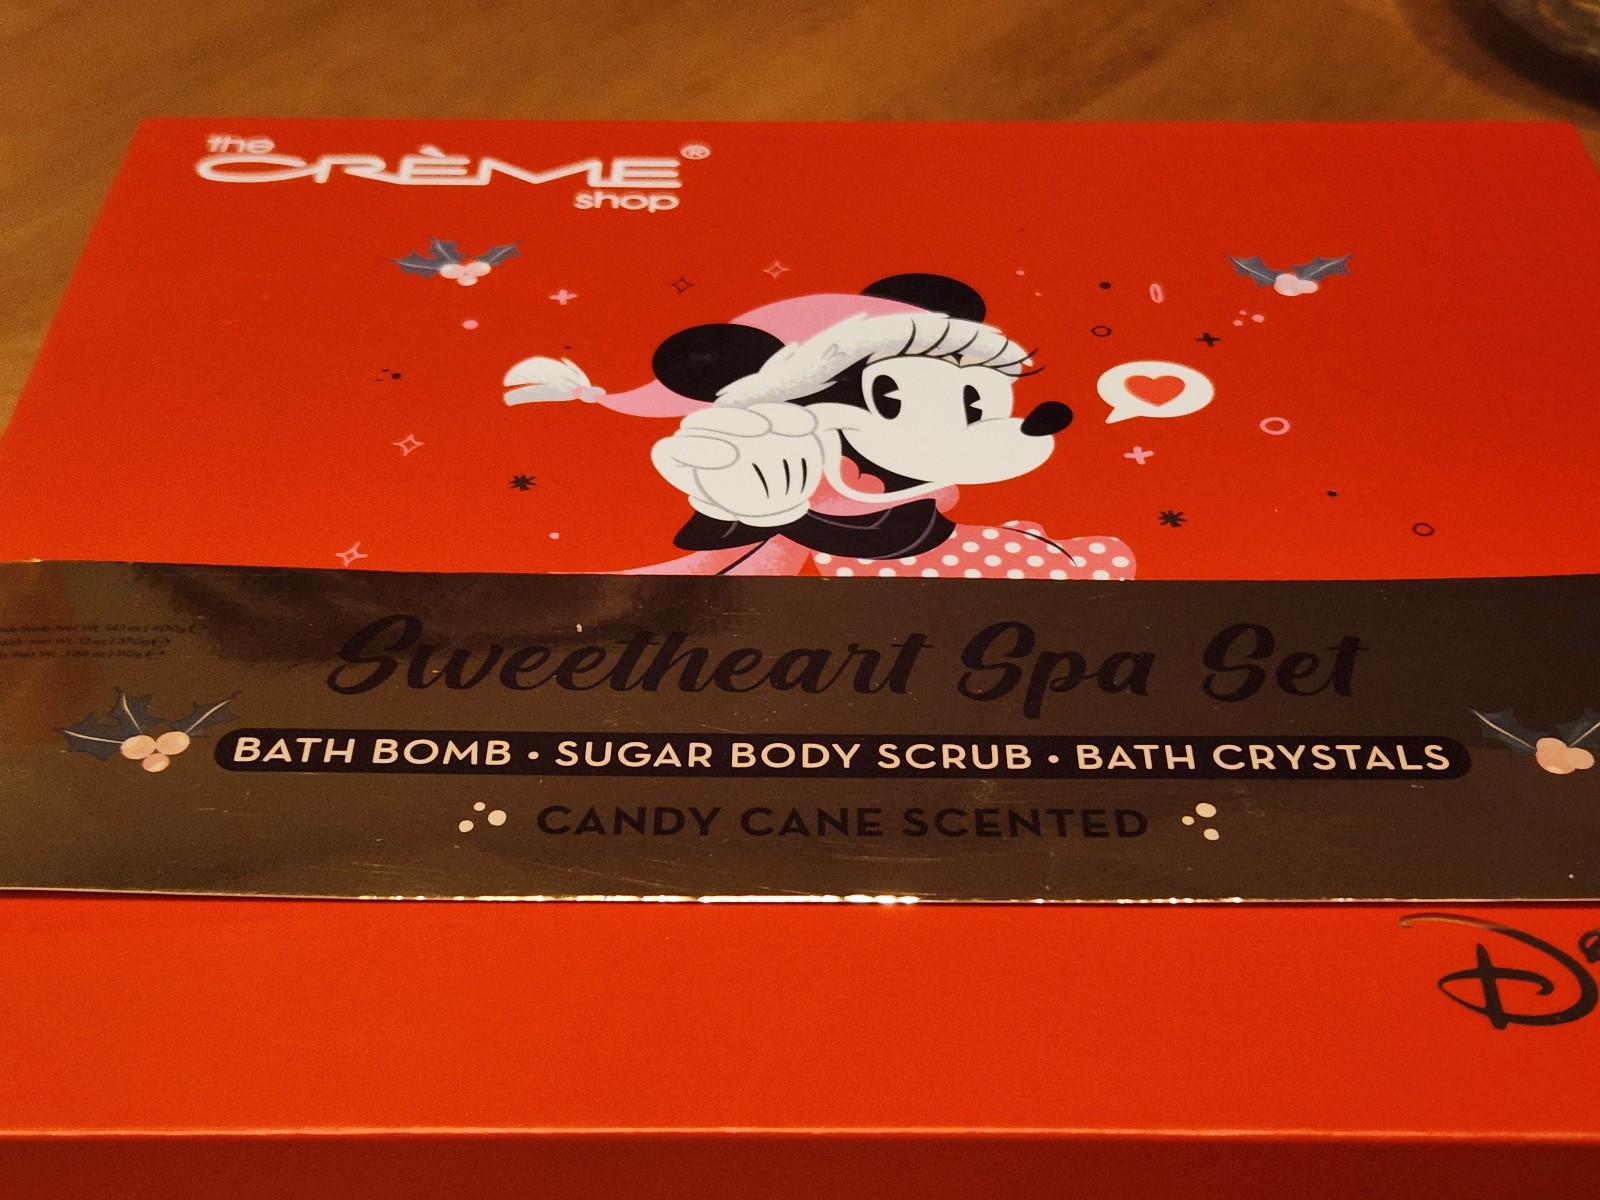 the
CRÈME®
shop
Sweetheart Spa Set
BATH BOMB • SUGAR BODY SCRUB • BATH CRYSTALS
CANDY CANE SCENTED